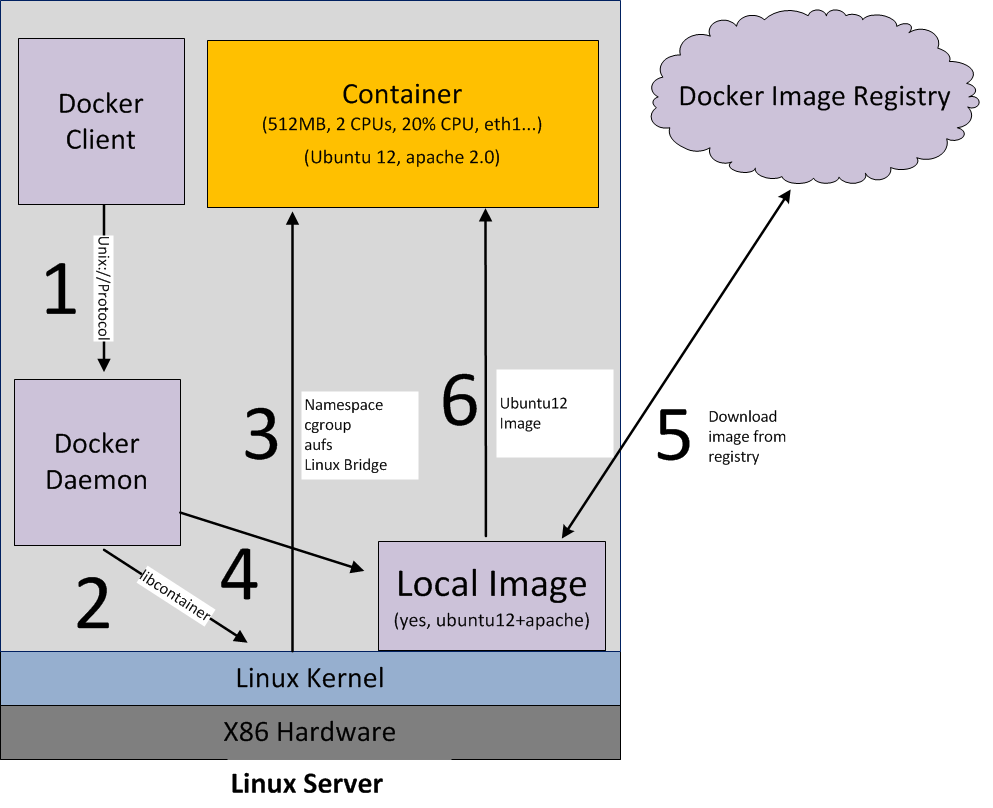 Docker
Client
Container
(512MB, 2 CPUs, 20% CPU, eth1...)
(Ubuntu 12, apache 2.0)
Docker Image Registry
1
Unix://Protocol
Docker
Daemon
3
Namespace
cgroup
aufs
Linux Bridge
6
Ubuntu12
Image
5
Download
image from
registry
2
libcontainer
4
Local Image
(yes, ubuntu12+apache)
Linux Kernel
X86 Hardware
Linux Server